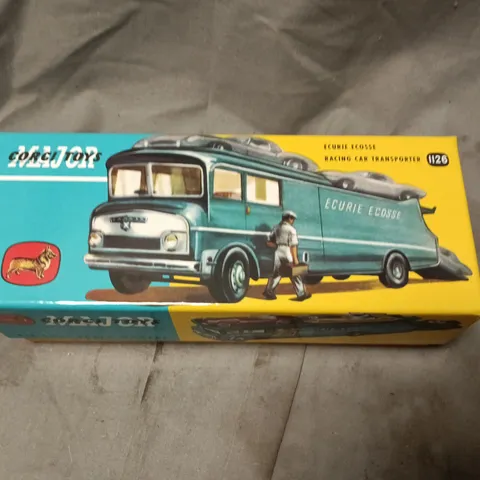 CORGI TOYS
MAJOR
ECURIE ECOSSE
RACING CAR TRANSPORTER 1126
ECURIE ECOSSE
MAJOR